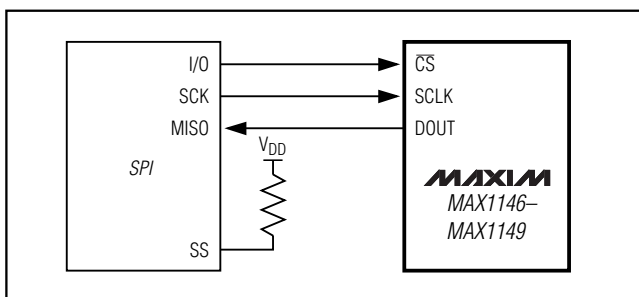 I/O
CS
SCK
SCLK
MISO
DOUT
VDD
SPI
MAXIM
MAX1146–
MAX1149
SS